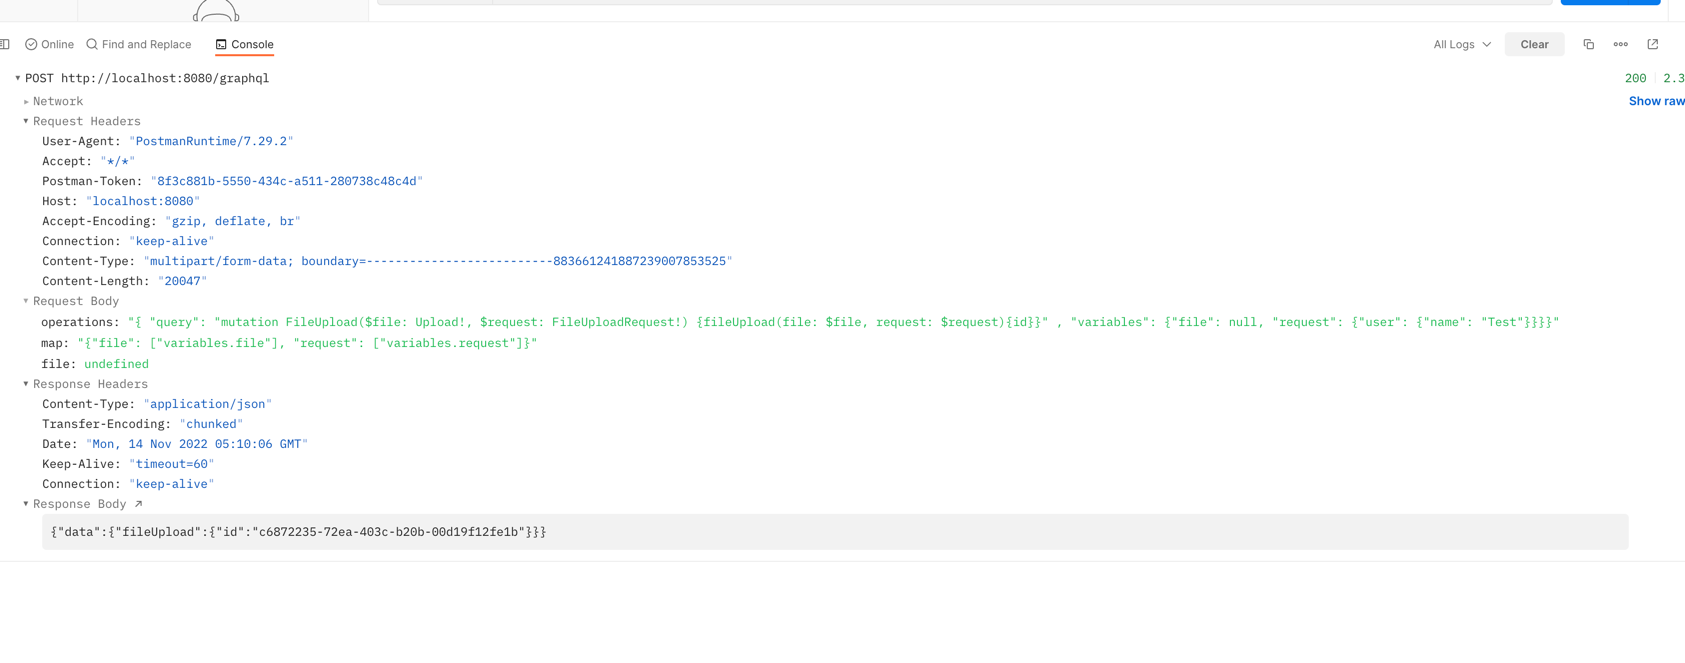 Online Find and Replace Console All Logs Clear
POST http://localhost:8080/graphql 200 2.3
Network Show raw
Request Headers
User-Agent: "PostmanRuntime/7.29.2"
Accept: "*/*"
Postman-Token: "8f3c881b-5550-434c-a511-280738c48c4d"
Host: "localhost:8080"
Accept-Encoding: "gzip, deflate, br"
Connection: "keep-alive"
Content-Type: "multipart/form-data; boundary=--------------------------883661241887239007853525"
Content-Length: "20047"
Request Body
operations: "{ "query": "mutation FileUpload($file: Upload!, $request: FileUploadRequest!) {fileUpload(file: $file, request: $request){id}}" , "variables": {"file": null, "request": {"user": {"name": "Test"}}}}"
map: "{"file": ["variables.file"], "request": ["variables.request"]}"
file: undefined
Response Headers
Content-Type: "application/json"
Transfer-Encoding: "chunked"
Date: "Mon, 14 Nov 2022 05:10:06 GMT"
Keep-Alive: "timeout=60"
Connection: "keep-alive"
Response Body
{"data":{"fileUpload":{"id":"c6872235-72ea-403c-b20b-00d19f12fe1b"}}}